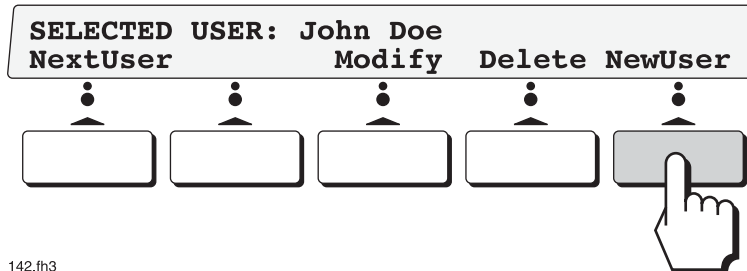 SELECTED USER: John Doe
NextUser Modify Delete NewUser
142.fh3